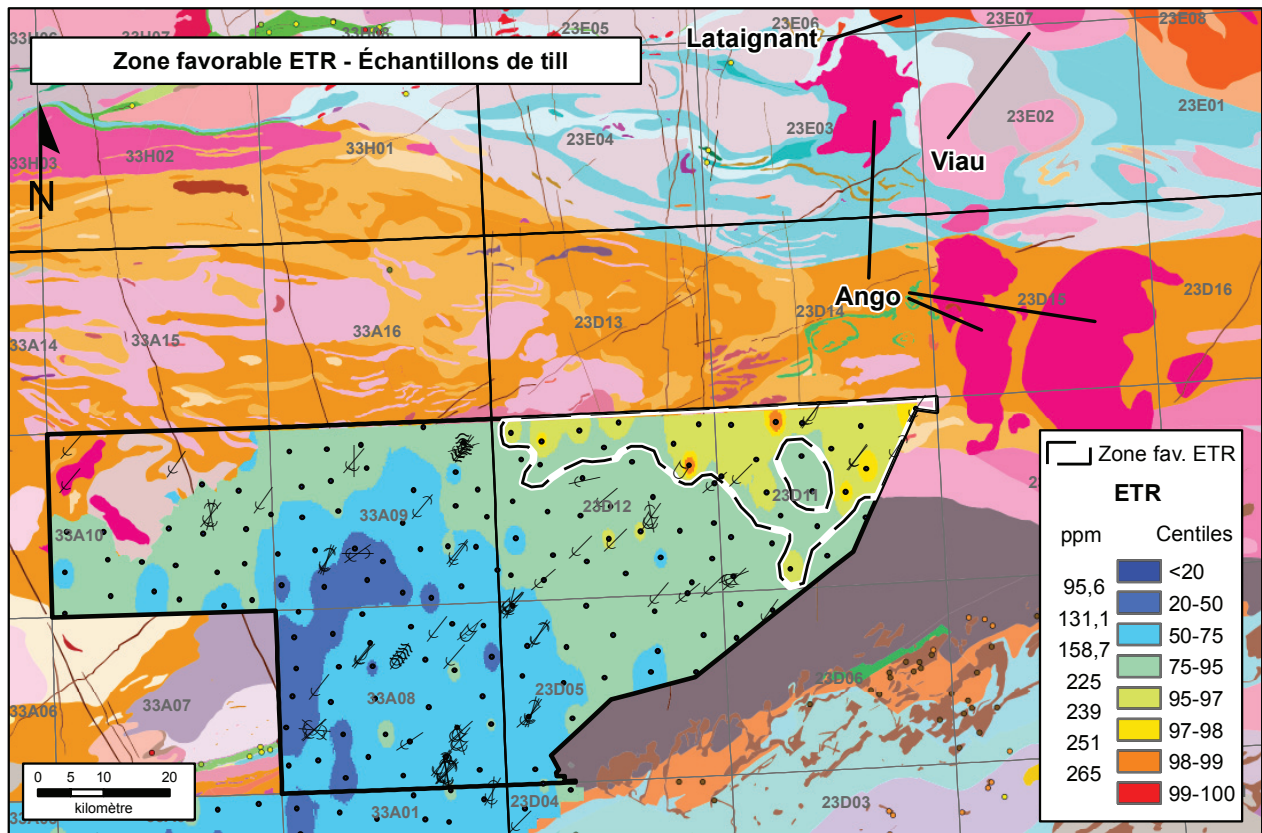 33H06
33H07
33H08
23E05
23E06
23E07
23E08
Lataignant
Zone favorable ETR - Échantillons de till
33H03
33H02
33H01
23E04
23E03
23E02
23E01
Viau
N
Ango
33A14
33A15
33A16
23D13
23D14
23D15
23D16
33A10
33A09
23D12
23D11
33A06
33A07
33A08
23D05
23D06
33A01
23D04
23D03
0 5 10 20
kilomètre
Zone fav. ETR
ETR
ppm Centiles
<20
95,6
20-50
131,1
50-75
158,7
75-95
225
95-97
239
97-98
251
98-99
265
99-100